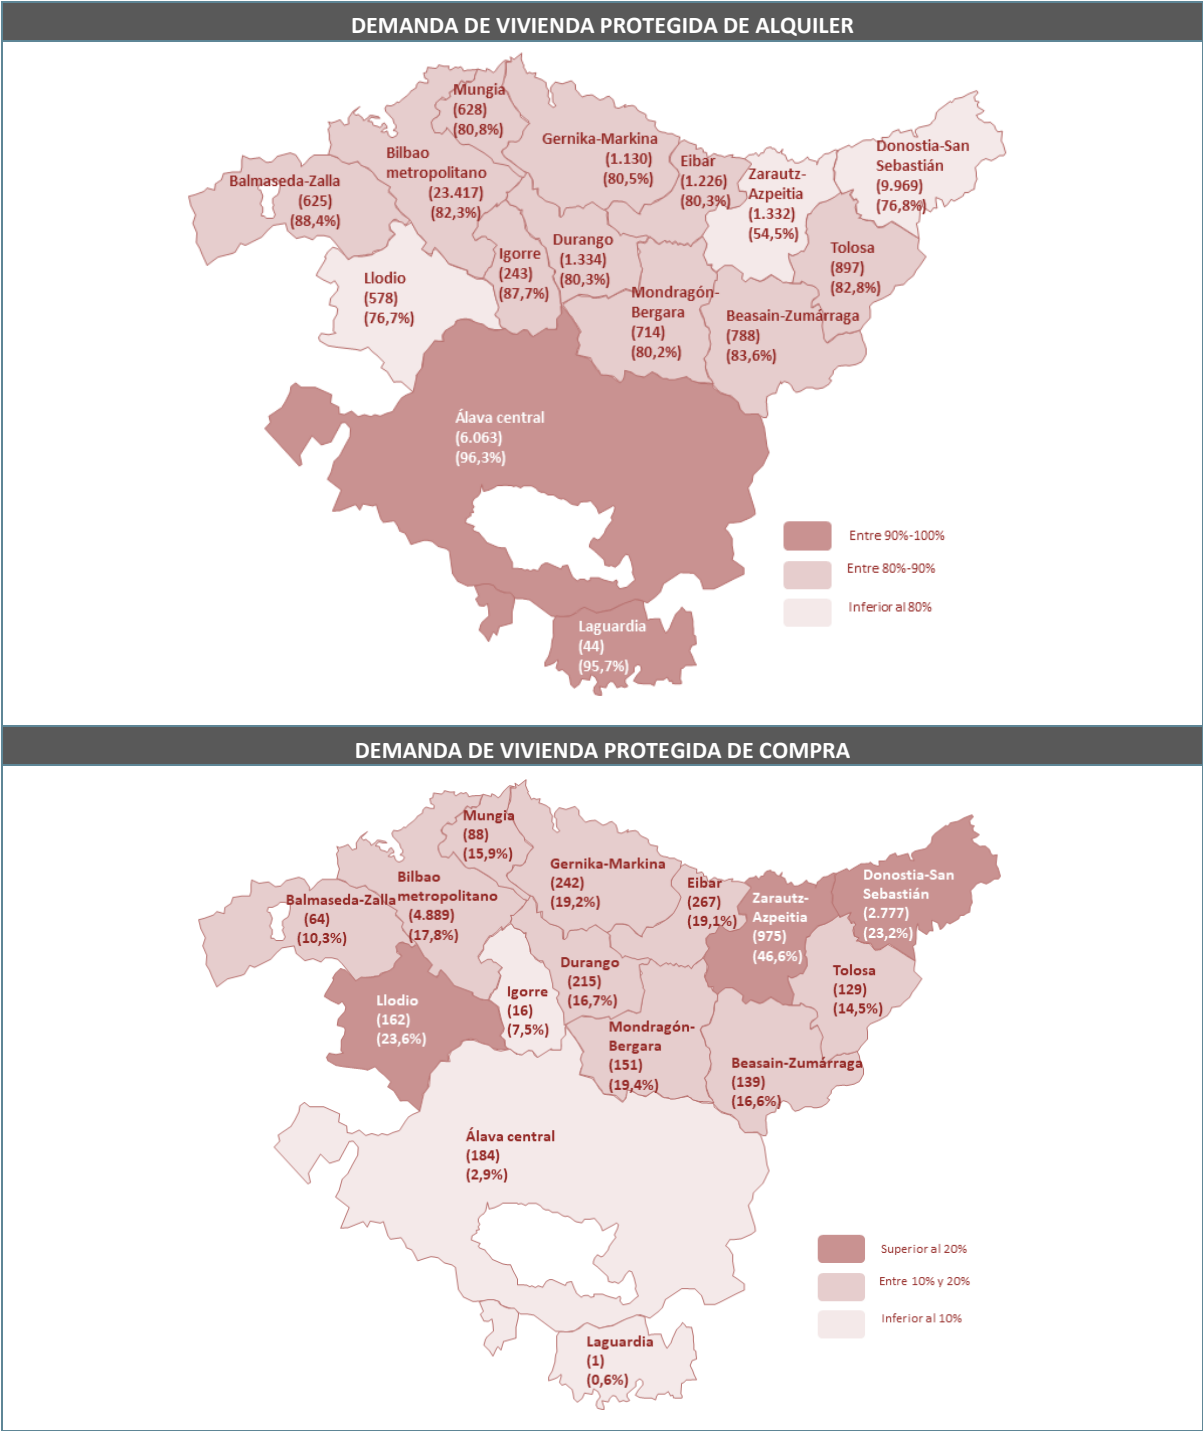 DEMANDA DE VIVIENDA PROTEGIDA DE ALQUILER
Mungia
(628)
(80,8%)
Gernika-Markina
(1.130)
(80,5%)
Bilbao
metropolitano
(23.417)
(82,3%)
Balmaseda-Zalla
(625)
(88,4%)
Eibar
(1.226)
(80,3%)
Zarautz-
Azpeitia
(1.332)
(54,5%)
Donostia-San
Sebastián
(9.969)
(76,8%)
Igorre
(243)
(87,7%)
Durango
(1.334)
(80,3%)
Tolosa
(897)
(82,8%)
Llodio
(578)
(76,7%)
Mondragón-
Bergara
(714)
(80,2%)
Beasain-Zumárraga
(788)
(83,6%)
Álava central
(6.063)
(96,3%)
Laguardia
(44)
(95,7%)
Entre 90%-100%
Entre 80%-90%
Inferior al 80%
DEMANDA DE VIVIENDA PROTEGIDA DE COMPRA
Mungia
(88)
(15,9%)
Gernika-Markina
(242)
(19,2%)
Bilbao
metropolitano
(4.889)
(17,8%)
Balmaseda-Zalla
(64)
(10,3%)
Eibar
(267)
(19,1%)
Zarautz-
Azpeitia
(975)
(46,6%)
Donostia-San
Sebastián
(2.777)
(23,2%)
Igorre
(16)
(7,5%)
Durango
(215)
(16,7%)
Tolosa
(129)
(14,5%)
Llodio
(162)
(23,6%)
Mondragón-
Bergara
(151)
(19,4%)
Beasain-Zumárraga
(139)
(16,6%)
Álava central
(184)
(2,9%)
Laguardia
(1)
(0,6%)
Superior al 20%
Entre 10% y 20%
Inferior al 10%